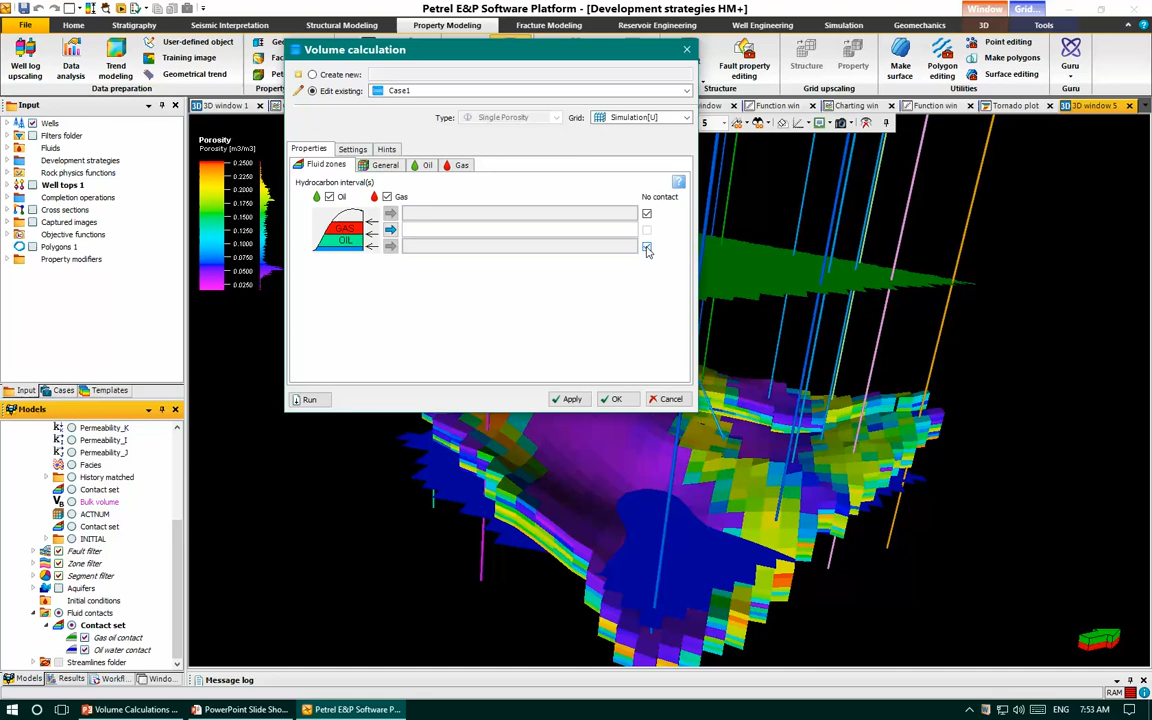 Petrel E&P Software Platform - [Development strategies HM+]
Window
Grid...
File
Home
Stratigraphy
Seismic Interpretation
Structural Modeling
Property Modeling
Fracture Modeling
Reservoir Engineering
Well Engineering
Simulation
Geomechanics
3D
Tools
Well log upscaling
Data analysis
Trend modeling
User-defined object
Training image
Geometrical trend
Data preparation
Fault property editing
Structure
Property
Make surface
Polygon editing
Point editing
Make polygons
Surface editing
Guru
Structure
Grid upscaling
Utilities
Guru
Input
3D window 1
Function win
Charting win
Function win
Tornado plot
3D window 5
Wells
Filters folder
Fluids
Development strategies
Rock physics functions
Well tops 1
Completion operations
Cross sections
Captured images
Objective functions
Polygons 1
Property modifiers
Input
Cases
Templates
Models
Permeability_K
Permeability_I
Permeability_J
Facies
History matched
Contact set
Bulk volume
ACTNUM
Contact set
INITIAL
Fault filter
Zone filter
Segment filter
Aquifers
Initial conditions
Fluid contacts
Contact set
Gas oil contact
Oil water contact
Streamlines folder
Models
Results
Workfl...
Windo...
Porosity
Porosity [m3/m3]
0.2500
0.2250
0.2000
0.1750
0.1500
0.1250
0.1000
0.0750
0.0500
0.0250
Volume calculation
Create new:
Edit existing:
Case1
Type:
Single Porosity
Grid:
Simulation[U]
Properties
Settings
Hints
Fluid zones
General
Oil
Gas
Hydrocarbon interval(s)
Oil
Gas
No contact
GAS
OIL
Run
Apply
OK
Cancel
5
Message log
RAM
Volume Calculations ...
PowerPoint Slide Sho...
Petrel E&P Software P...
ENG
7:53 AM